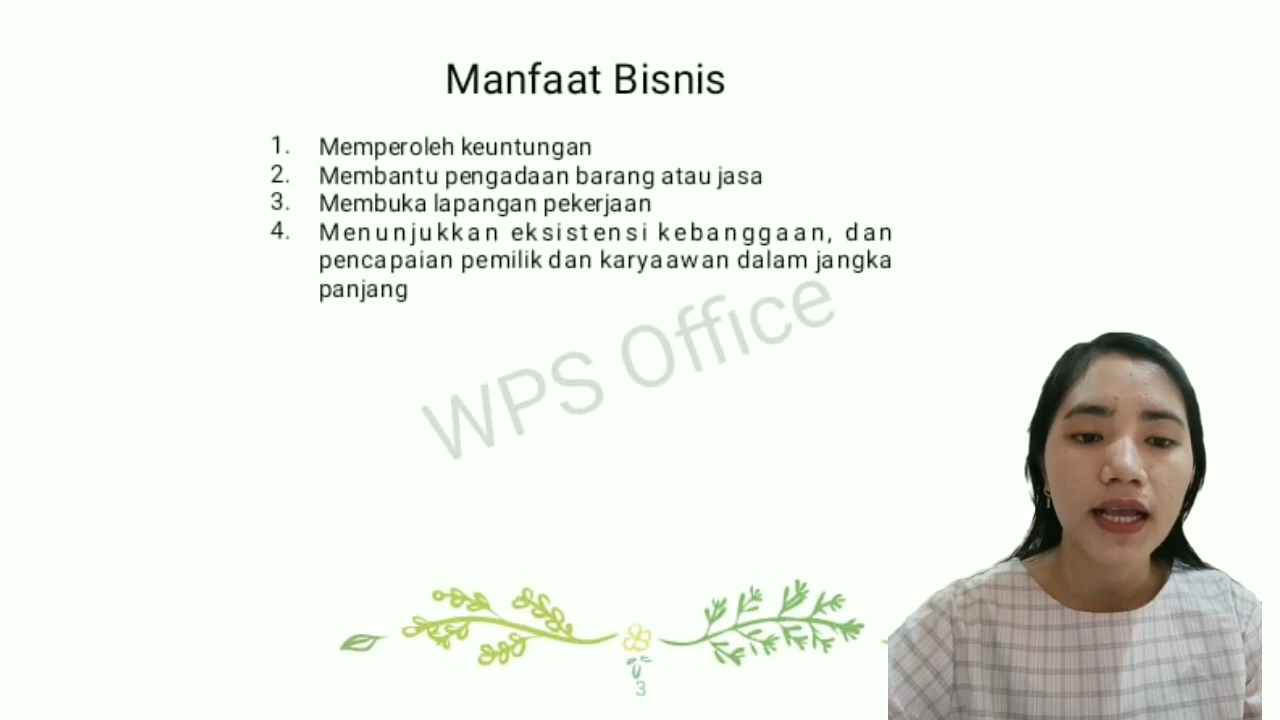 Manfaat Bisnis
1. Memperoleh keuntungan
2. Membantu pengadaan barang atau jasa
3. Membuka lapangan pekerjaan
4. Menunjukkan eksistensi kebanggaan, dan
pencapaian pemilik dan karyaawan dalam jangka
panjang
WPS Office
3